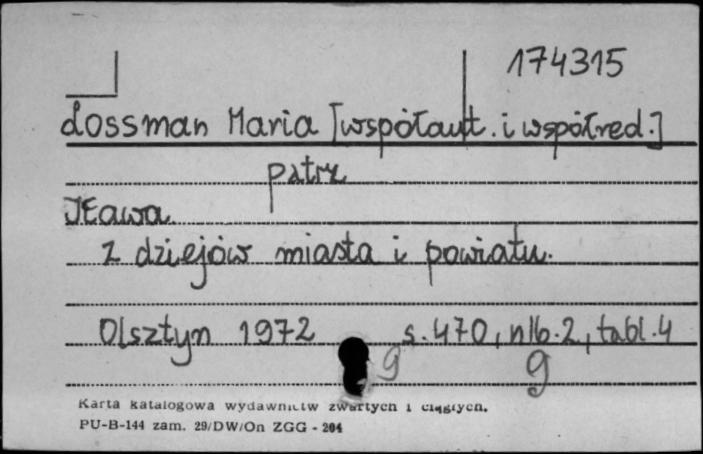 174315
Lossman Maria [współaut. i współred.]
patrz
Iława.
Z dziejów miasta i powiatu.
Olsztyn 1972 s. 470, nlb. 2, tabl. 4
9 9
Karta katalogowa wydawnictw zwartych i ciągłych.
PU-B-144 zam. 29/DW/On ZGG - 204